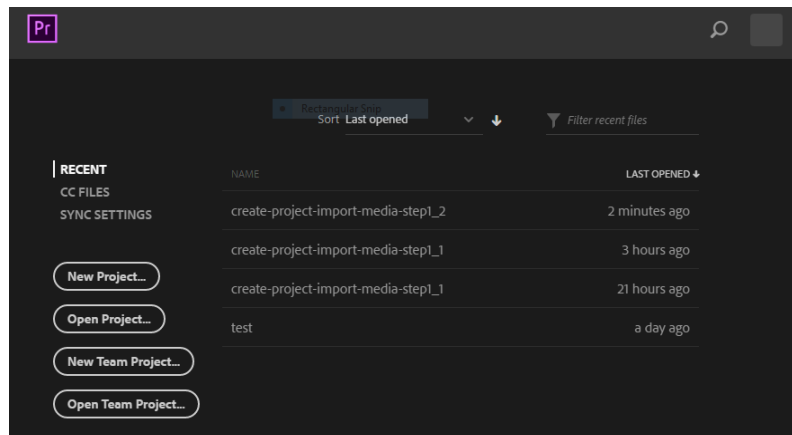 Pr
Rectangular Snip
Sort Last opened
Filter recent files
RECENT
CC FILES
SYNC SETTINGS
New Project...
Open Project...
New Team Project...
Open Team Project...
NAME LAST OPENED
create-project-import-media-step1_2 2 minutes ago
create-project-import-media-step1_1 3 hours ago
create-project-import-media-step1_1 21 hours ago
test a day ago